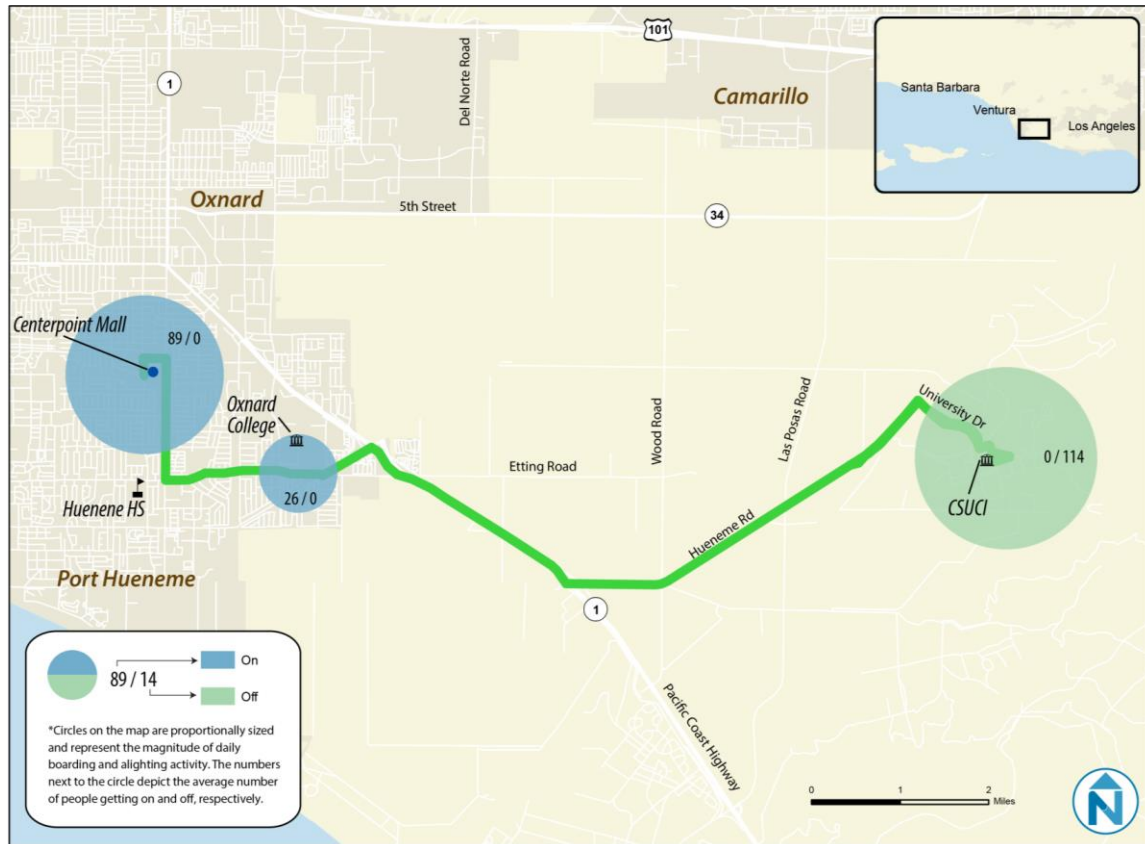 101
1
Del Norte Road
Camarillo
Santa Barbara
Ventura
Los Angeles
Oxnard
5th Street
34
Centerpoint Mall
89 / 0
Oxnard
College
26 / 0
Huenene HS
Etting Road
Wood Road
Las Posas Road
University Dr
0 / 114
CSUCI
Hueneme Rd
Port Hueneme
1
Pacific Coast Highway
89 / 14
On
Off
*Circles on the map are proportionally sized
and represent the magnitude of daily
boarding and alighting activity. The numbers
next to the circle depict the average number
of people getting on and off, respectively.
0 1 2
Miles
N